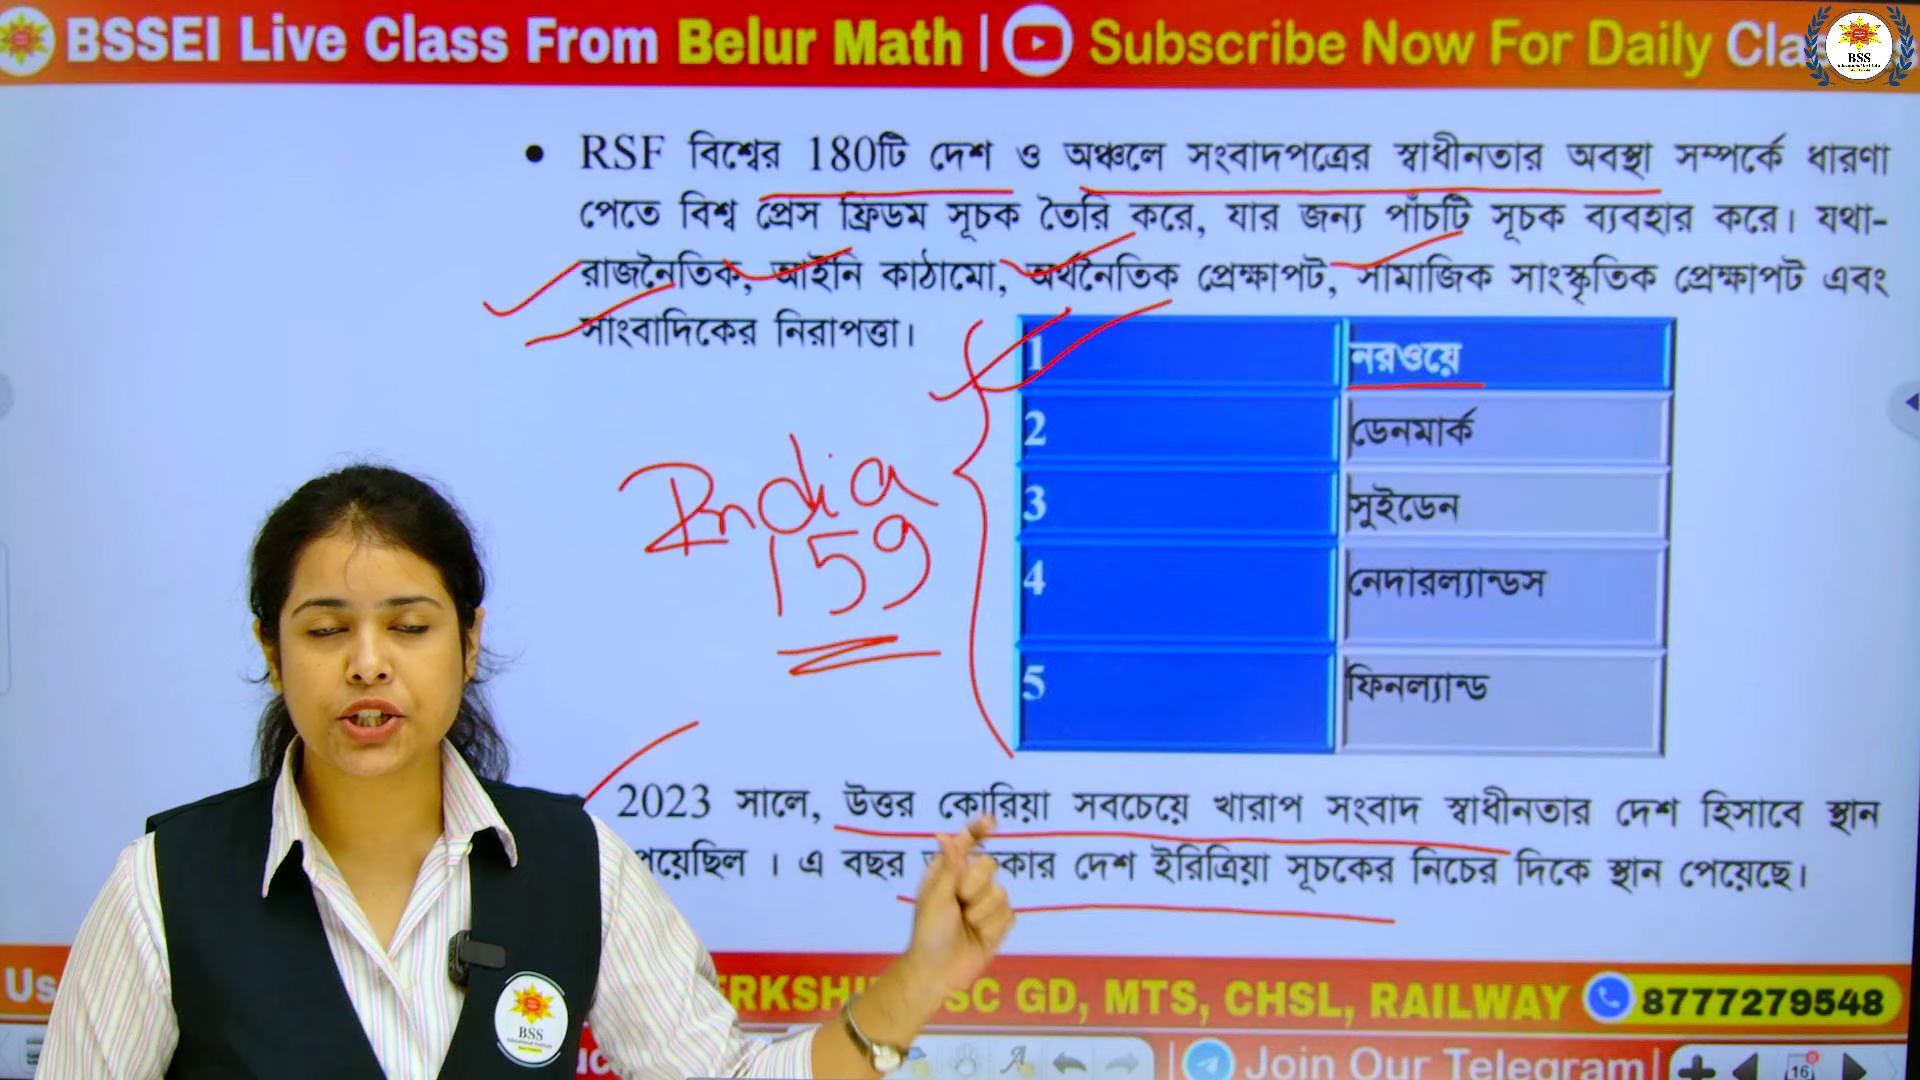 BSSEI Live Class From Belur Math | Subscribe Now For Daily
BSS
• RSF বিশ্বের 180টি দেশ ও অঞ্চলে সংবাদপত্রের স্বাধীনতার অবস্থা সম্পর্কে ধারণা
পেতে বিশ্ব প্রেস ফ্রিডম সূচক তৈরি করে, যার জন্য পাঁচটি সূচক ব্যবহার করে। যথা-
রাজনৈতিক, আইনি কাঠামো, অর্থনৈতিক প্রেক্ষাপট, সামাজিক সাংস্কৃতিক প্রেক্ষাপট এবং
সাংবাদিকের নিরাপত্তা।
1 নরওয়ে
2 ডেনমার্ক
3 সুইডেন
4 নেদারল্যান্ডস
5 ফিনল্যান্ড
India
159
2023 সালে, উত্তর কোরিয়া সবচেয়ে খারাপ সংবাদ স্বাধীনতার দেশ হিসাবে স্থান
পেয়েছিল । এ বছর দেশ ইরিত্রিয়া সূচকের নিচের দিকে স্থান পেয়েছে।
GD, MTS, CHSL, RAILWAY 8777279548
BSS
Join Our Telegram
16